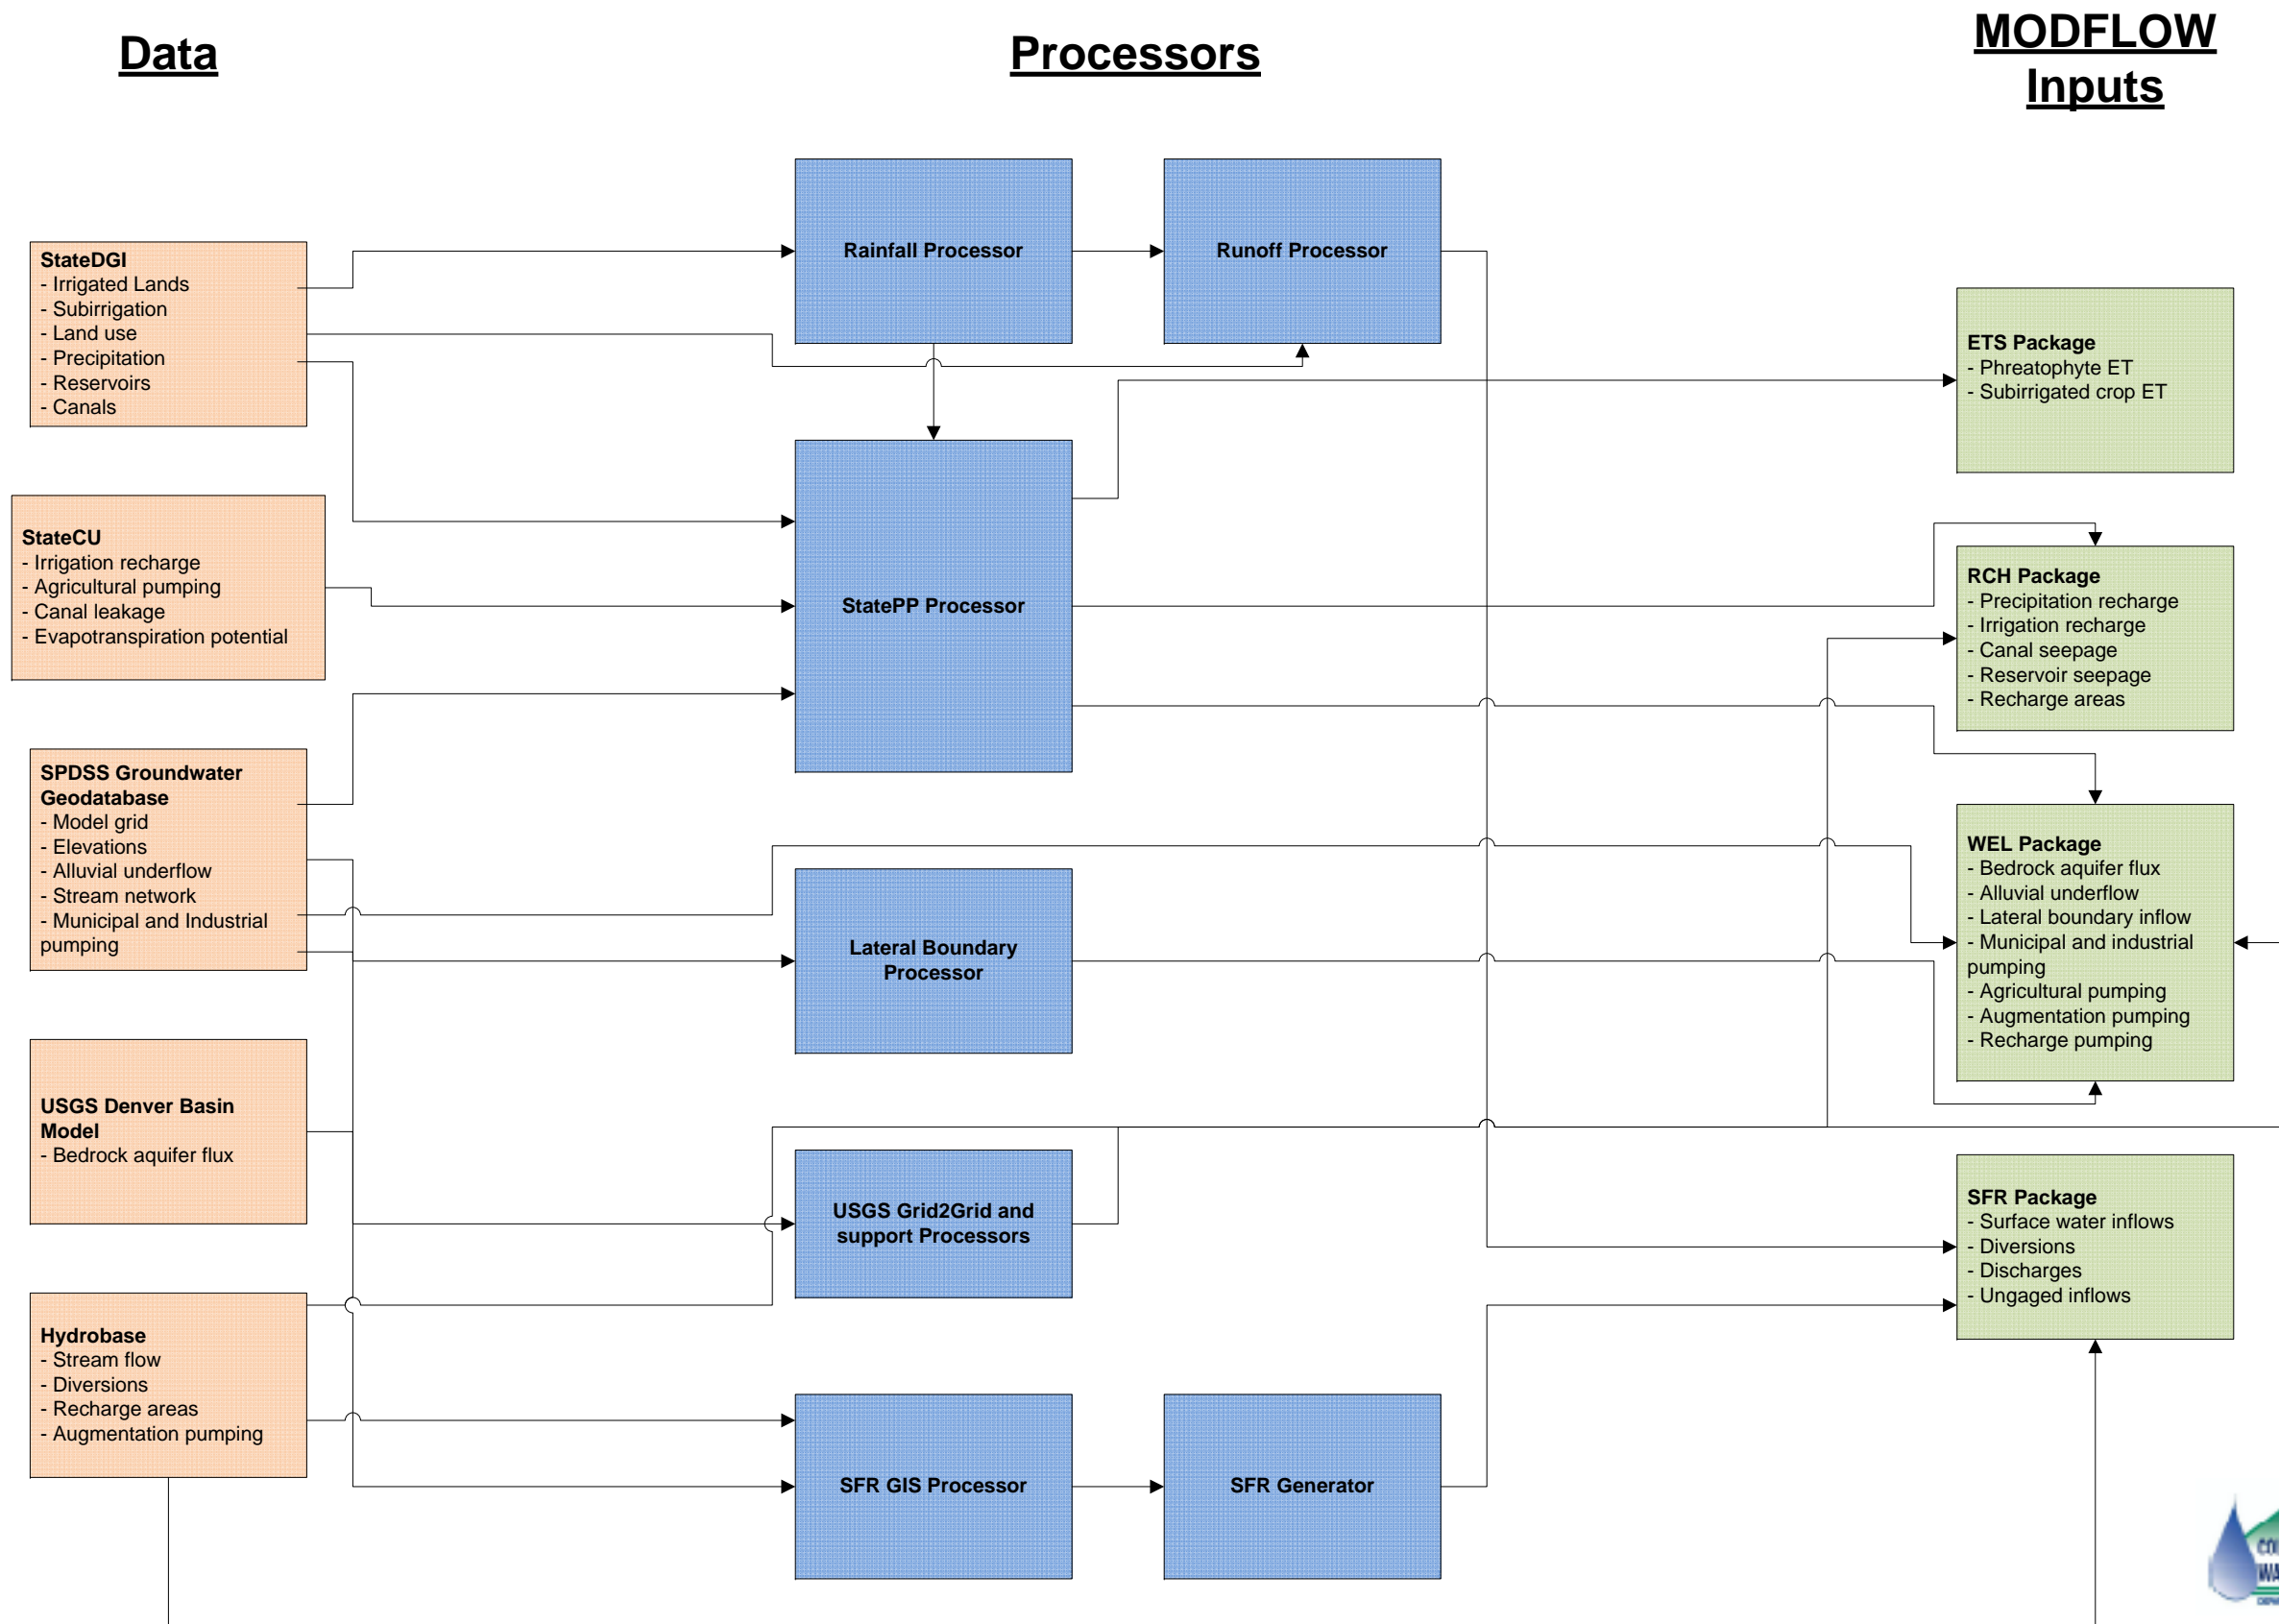 Data
Processors
MODFLOW
Inputs
StateDGI
- Irrigated Lands
- Subirrigation
- Land use
- Precipitation
- Reservoirs
- Canals
Rainfall Processor
Runoff Processor
ETS Package
- Phreatophyte ET
- Subirrigated crop ET
StateCU
- Irrigation recharge
- Agricultural pumping
- Canal leakage
- Evapotranspiration potential
StatePP Processor
RCH Package
- Precipitation recharge
- Irrigation recharge
- Canal seepage
- Reservoir seepage
- Recharge areas
SPDSS Groundwater
Geodatabase
- Model grid
- Elevations
- Alluvial underflow
- Stream network
- Municipal and Industrial
pumping
Lateral Boundary
Processor
WEL Package
- Bedrock aquifer flux
- Alluvial underflow
- Lateral boundary inflow
- Municipal and industrial
pumping
- Agricultural pumping
- Augmentation pumping
- Recharge pumping
USGS Denver Basin
Model
- Bedrock aquifer flux
USGS Grid2Grid and
support Processors
SFR Package
- Surface water inflows
- Diversions
- Discharges
- Ungaged inflows
Hydrobase
- Stream flow
- Diversions
- Recharge areas
- Augmentation pumping
SFR GIS Processor
SFR Generator